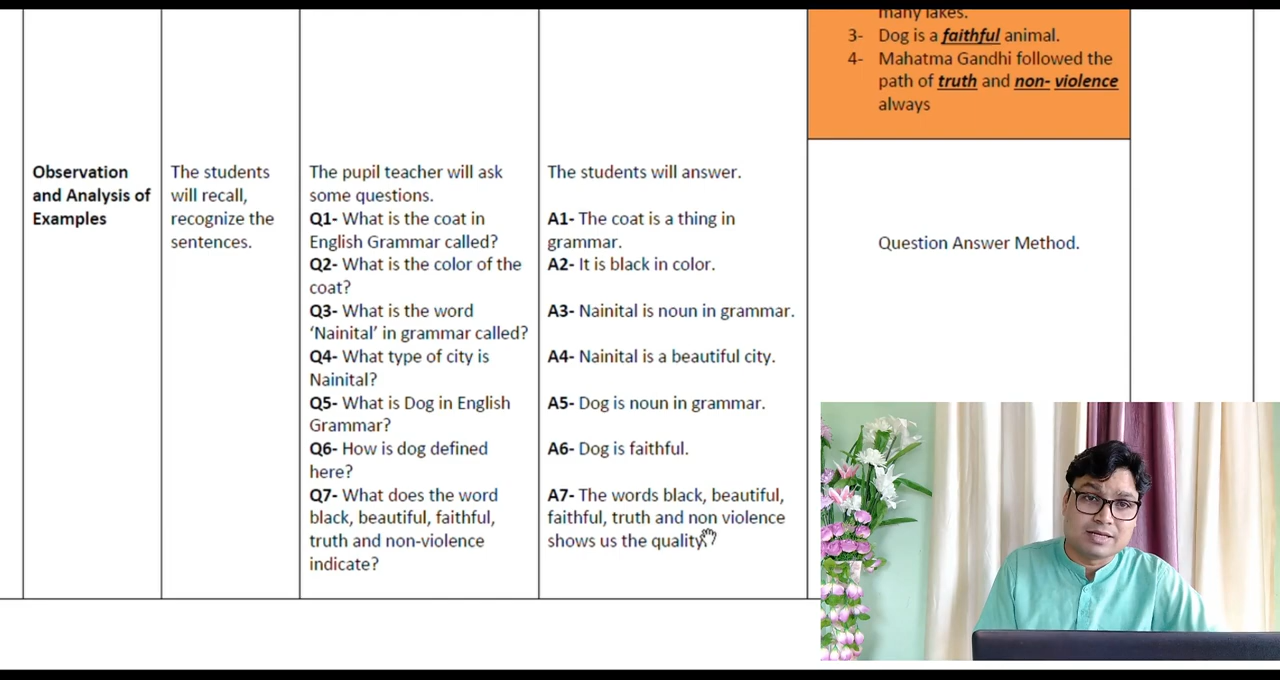 many lakes.
3- Dog is a faithful animal.
4- Mahatma Gandhi followed the
path of truth and non- violence
always
Observation
and Analysis of
Examples
The students
will recall,
recognize the
sentences.
The pupil teacher will ask
some questions.
Q1- What is the coat in
English Grammar called?
Q2- What is the color of the
coat?
Q3- What is the word
‘Nainital’ in grammar called?
Q4- What type of city is
Nainital?
Q5- What is Dog in English
Grammar?
Q6- How is dog defined
here?
Q7- What does the word
black, beautiful, faithful,
truth and non-violence
indicate?
The students will answer.
A1- The coat is a thing in
grammar.
A2- It is black in color.
A3- Nainital is noun in grammar.
A4- Nainital is a beautiful city.
A5- Dog is noun in grammar.
A6- Dog is faithful.
A7- The words black, beautiful,
faithful, truth and non violence
shows us the quality
Question Answer Method.